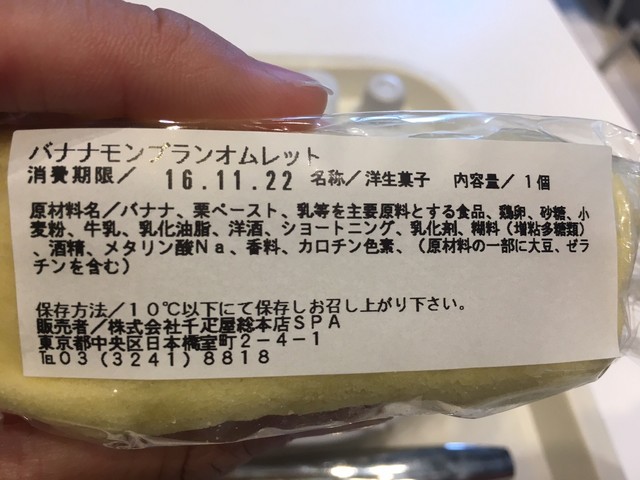 バナナモンブランオムレット
消費期限／ 16.11.22 名称／洋生菓子 内容量／1個
原材料名／バナナ、栗ペースト、乳等を主要原料とする食品、鶏卵、砂糖、小
麦粉、牛乳、乳化油脂、洋酒、ショートニング、乳化剤、糊料（増粘多糖類）
、酒精、メタリン酸Ｎａ、香料、カロチン色素、（原材料の一部に大豆、ゼラ
チンを含む）
保存方法／１０℃以下にて保存しお召し上がり下さい。
販売者／株式会社千疋屋総本店ＳＰＡ
東京都中央区日本橋室町２－４－１
℡０３（３２４１）８８１８